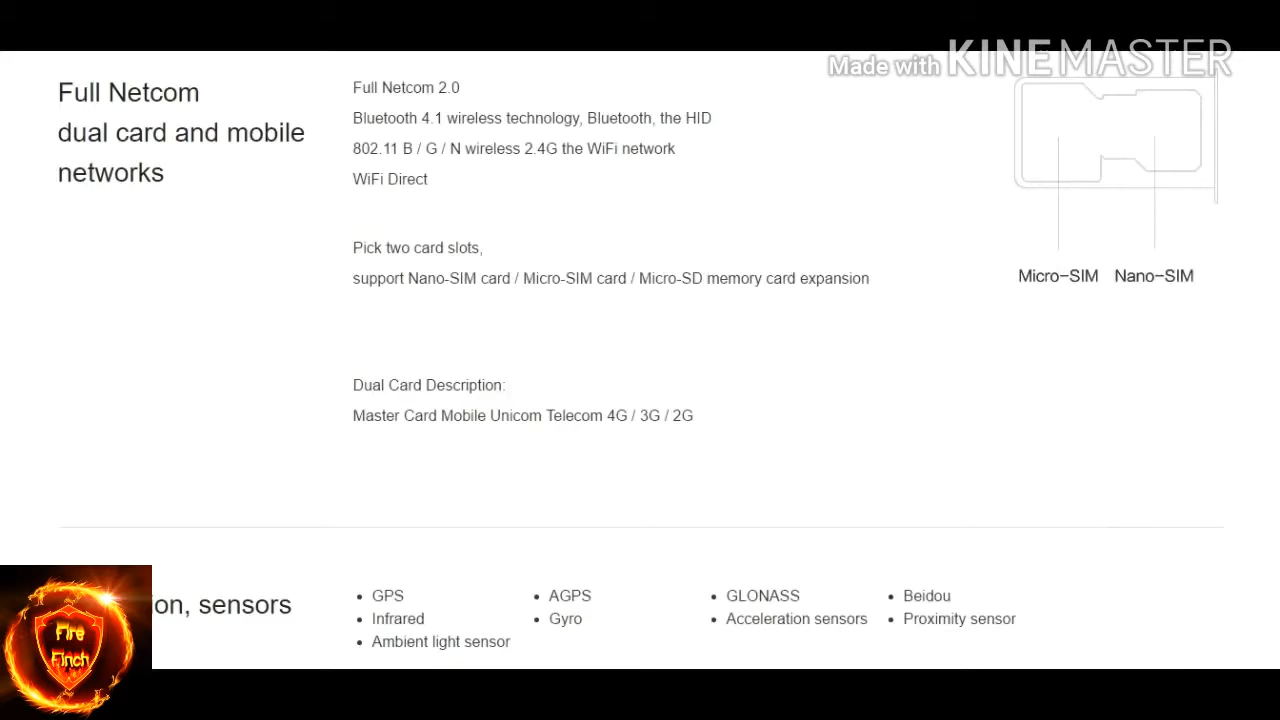 Made with KINEMASTER
Full Netcom
dual card and mobile
networks
Full Netcom 2.0
Bluetooth 4.1 wireless technology, Bluetooth, the HID
802.11 B / G / N wireless 2.4G the WiFi network
WiFi Direct
Pick two card slots,
support Nano-SIM card / Micro-SIM card / Micro-SD memory card expansion
Micro-SIM Nano-SIM
Dual Card Description:
Master Card Mobile Unicom Telecom 4G / 3G / 2G
on, sensors
GPS AGPS GLONASS Beidou
Infrared Gyro Acceleration sensors Proximity sensor
Ambient light sensor
Fire
Finch